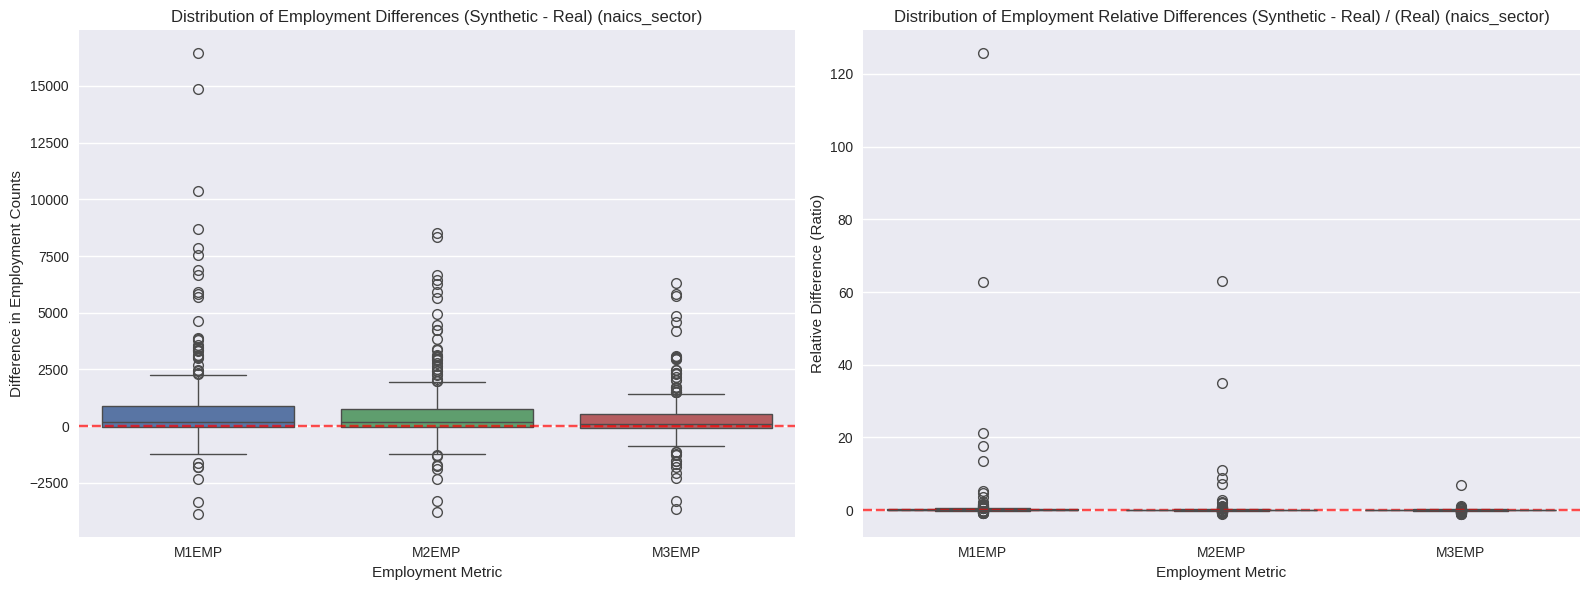 Distribution of Employment Differences (Synthetic - Real) (naics_sector)
15000
12500
10000
7500
5000
2500
0
−2500
Difference in Employment Counts
M1EMP
M2EMP
M3EMP
Employment Metric
Distribution of Employment Relative Differences (Synthetic - Real) / (Real) (naics_sector)
120
100
80
60
40
20
0
Relative Difference (Ratio)
M1EMP
M2EMP
M3EMP
Employment Metric